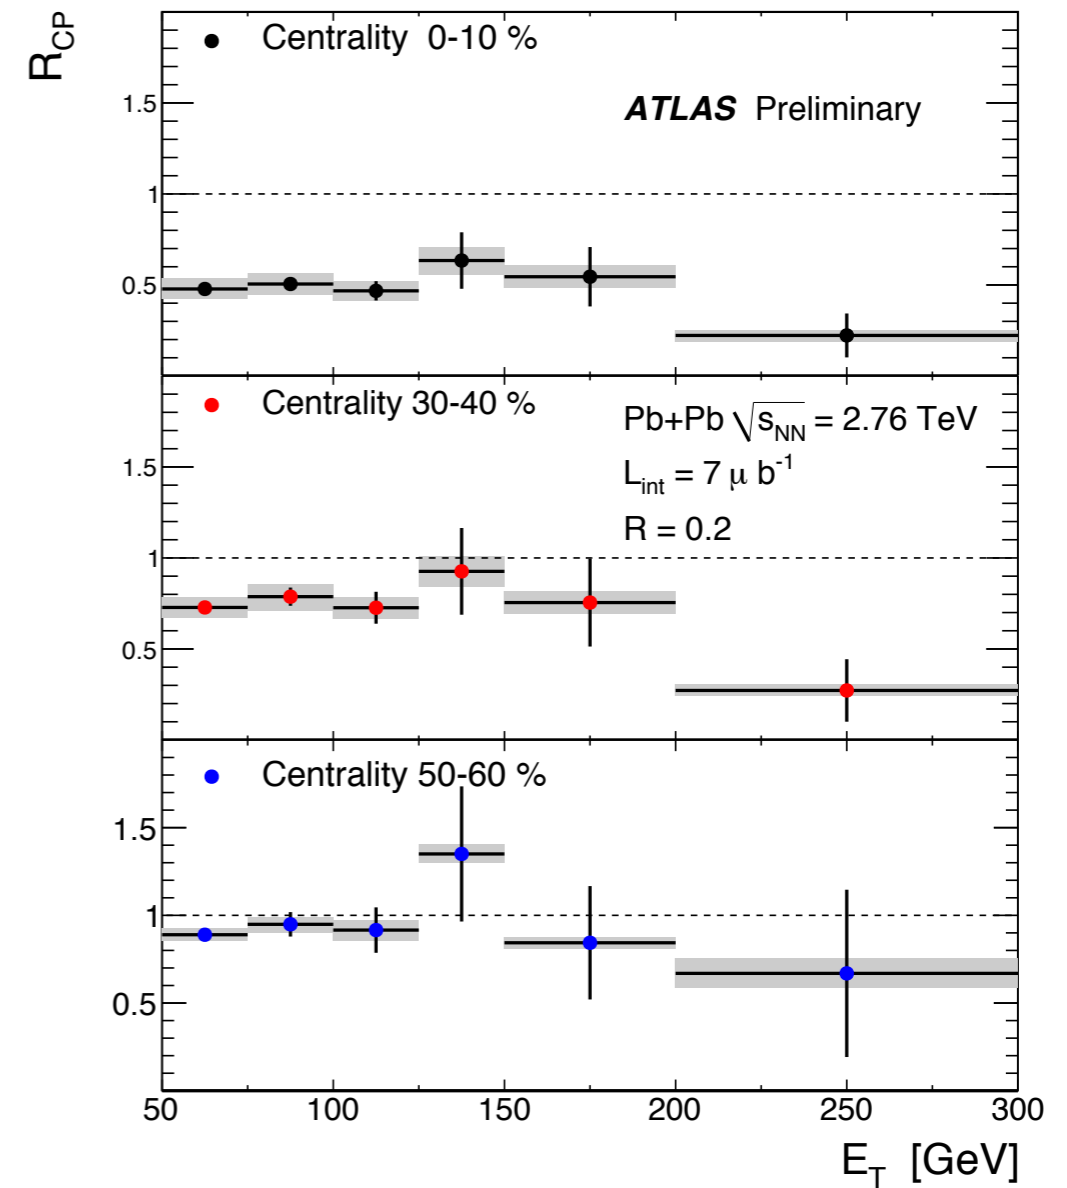 R_CP
Centrality 0-10 %
ATLAS Preliminary
1.5
1
0.5
Centrality 30-40 %
Pb+Pb √s_NN = 2.76 TeV
L_int = 7 μ b^-1
R = 0.2
1.5
1
0.5
Centrality 50-60 %
1.5
1
0.5
50 100 150 200 250 300
E_T [GeV]